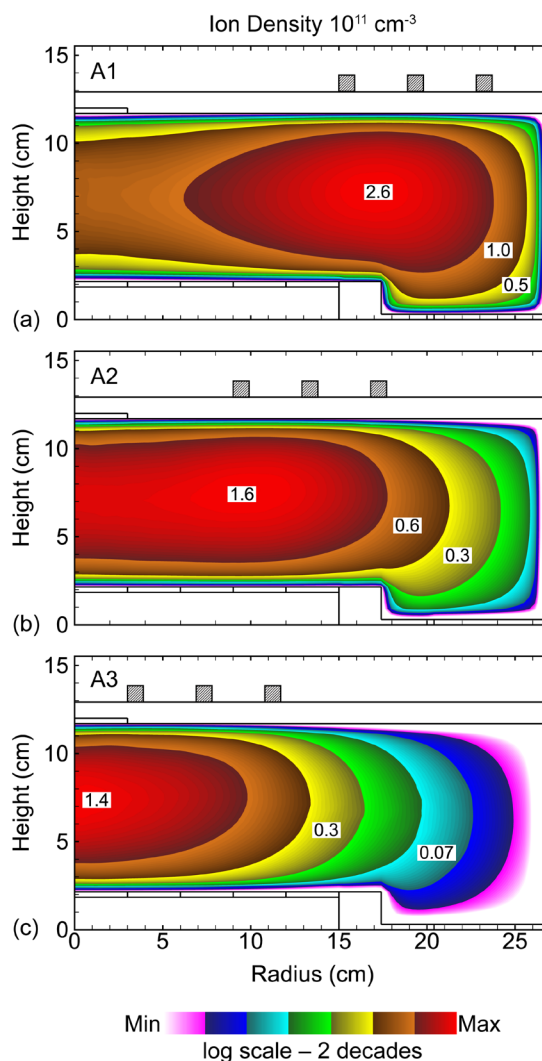 Ion Density 10¹¹ cm⁻³
15
A1
10
2.6
Height (cm)
5
1.0
0.5
0
(a)
15
A2
10
1.6
Height (cm)
0.6
5
0.3
0
(b)
15
A3
10
1.4
Height (cm)
0.3
5
0.07
0
(c)
0 5 10 15 20 25
Radius (cm)
Min Max
log scale – 2 decades